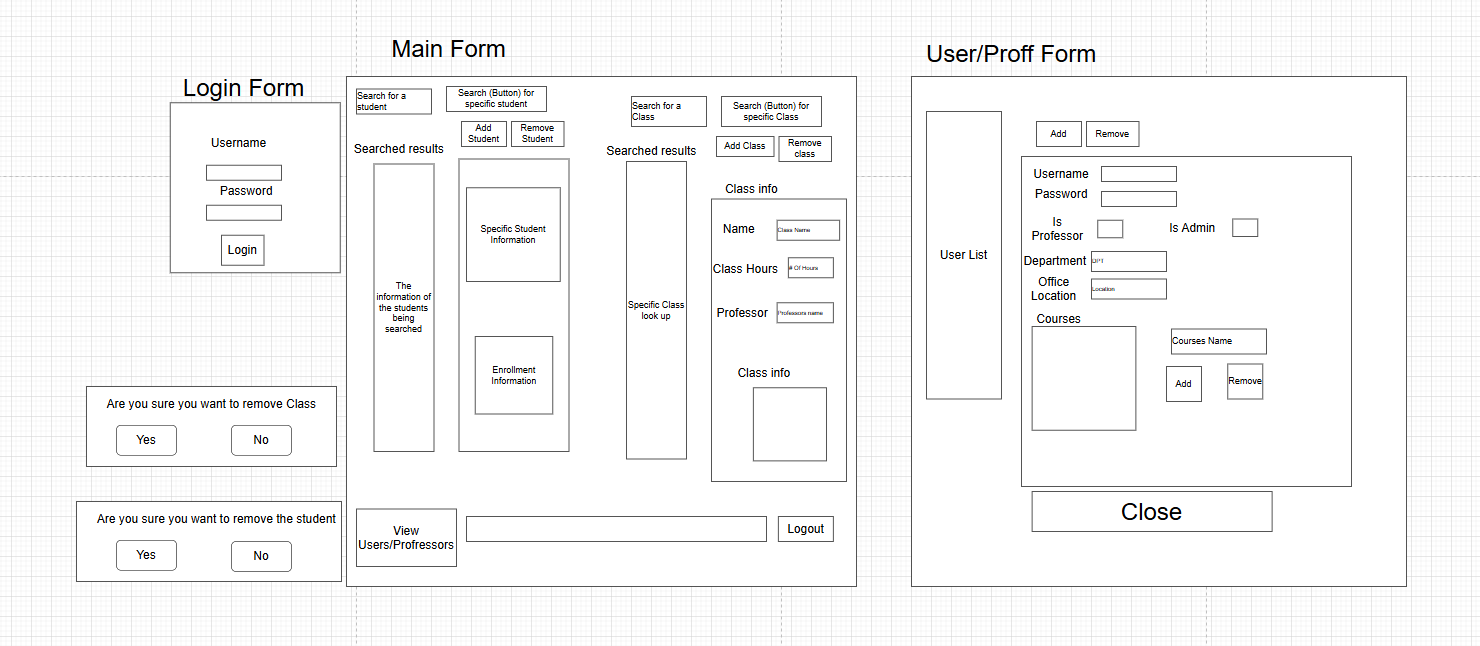 Login Form
Username
Password
Login
Are you sure you want to remove Class
Yes
No
Are you sure you want to remove the student
Yes
No
Main Form
Search for a
student
Search (Button) for
specific student
Add
Student
Remove
Student
Searched results
The
information of
the students
being
searched
Specific Student
Information
Enrollment
Information
Search for a
Class
Search (Button) for
specific Class
Add Class
Remove
class
Searched results
Specific Class
look up
Class info
Name
Class Name
Class Hours
# Of Hours
Professor
Professors name
Class info
View
Users/Profressors
Logout
User/Proff Form
User List
Add
Remove
Username
Password
Is
Professor
Is Admin
Department
DPT
Office
Location
Location
Courses
Courses Name
Add
Remove
Close